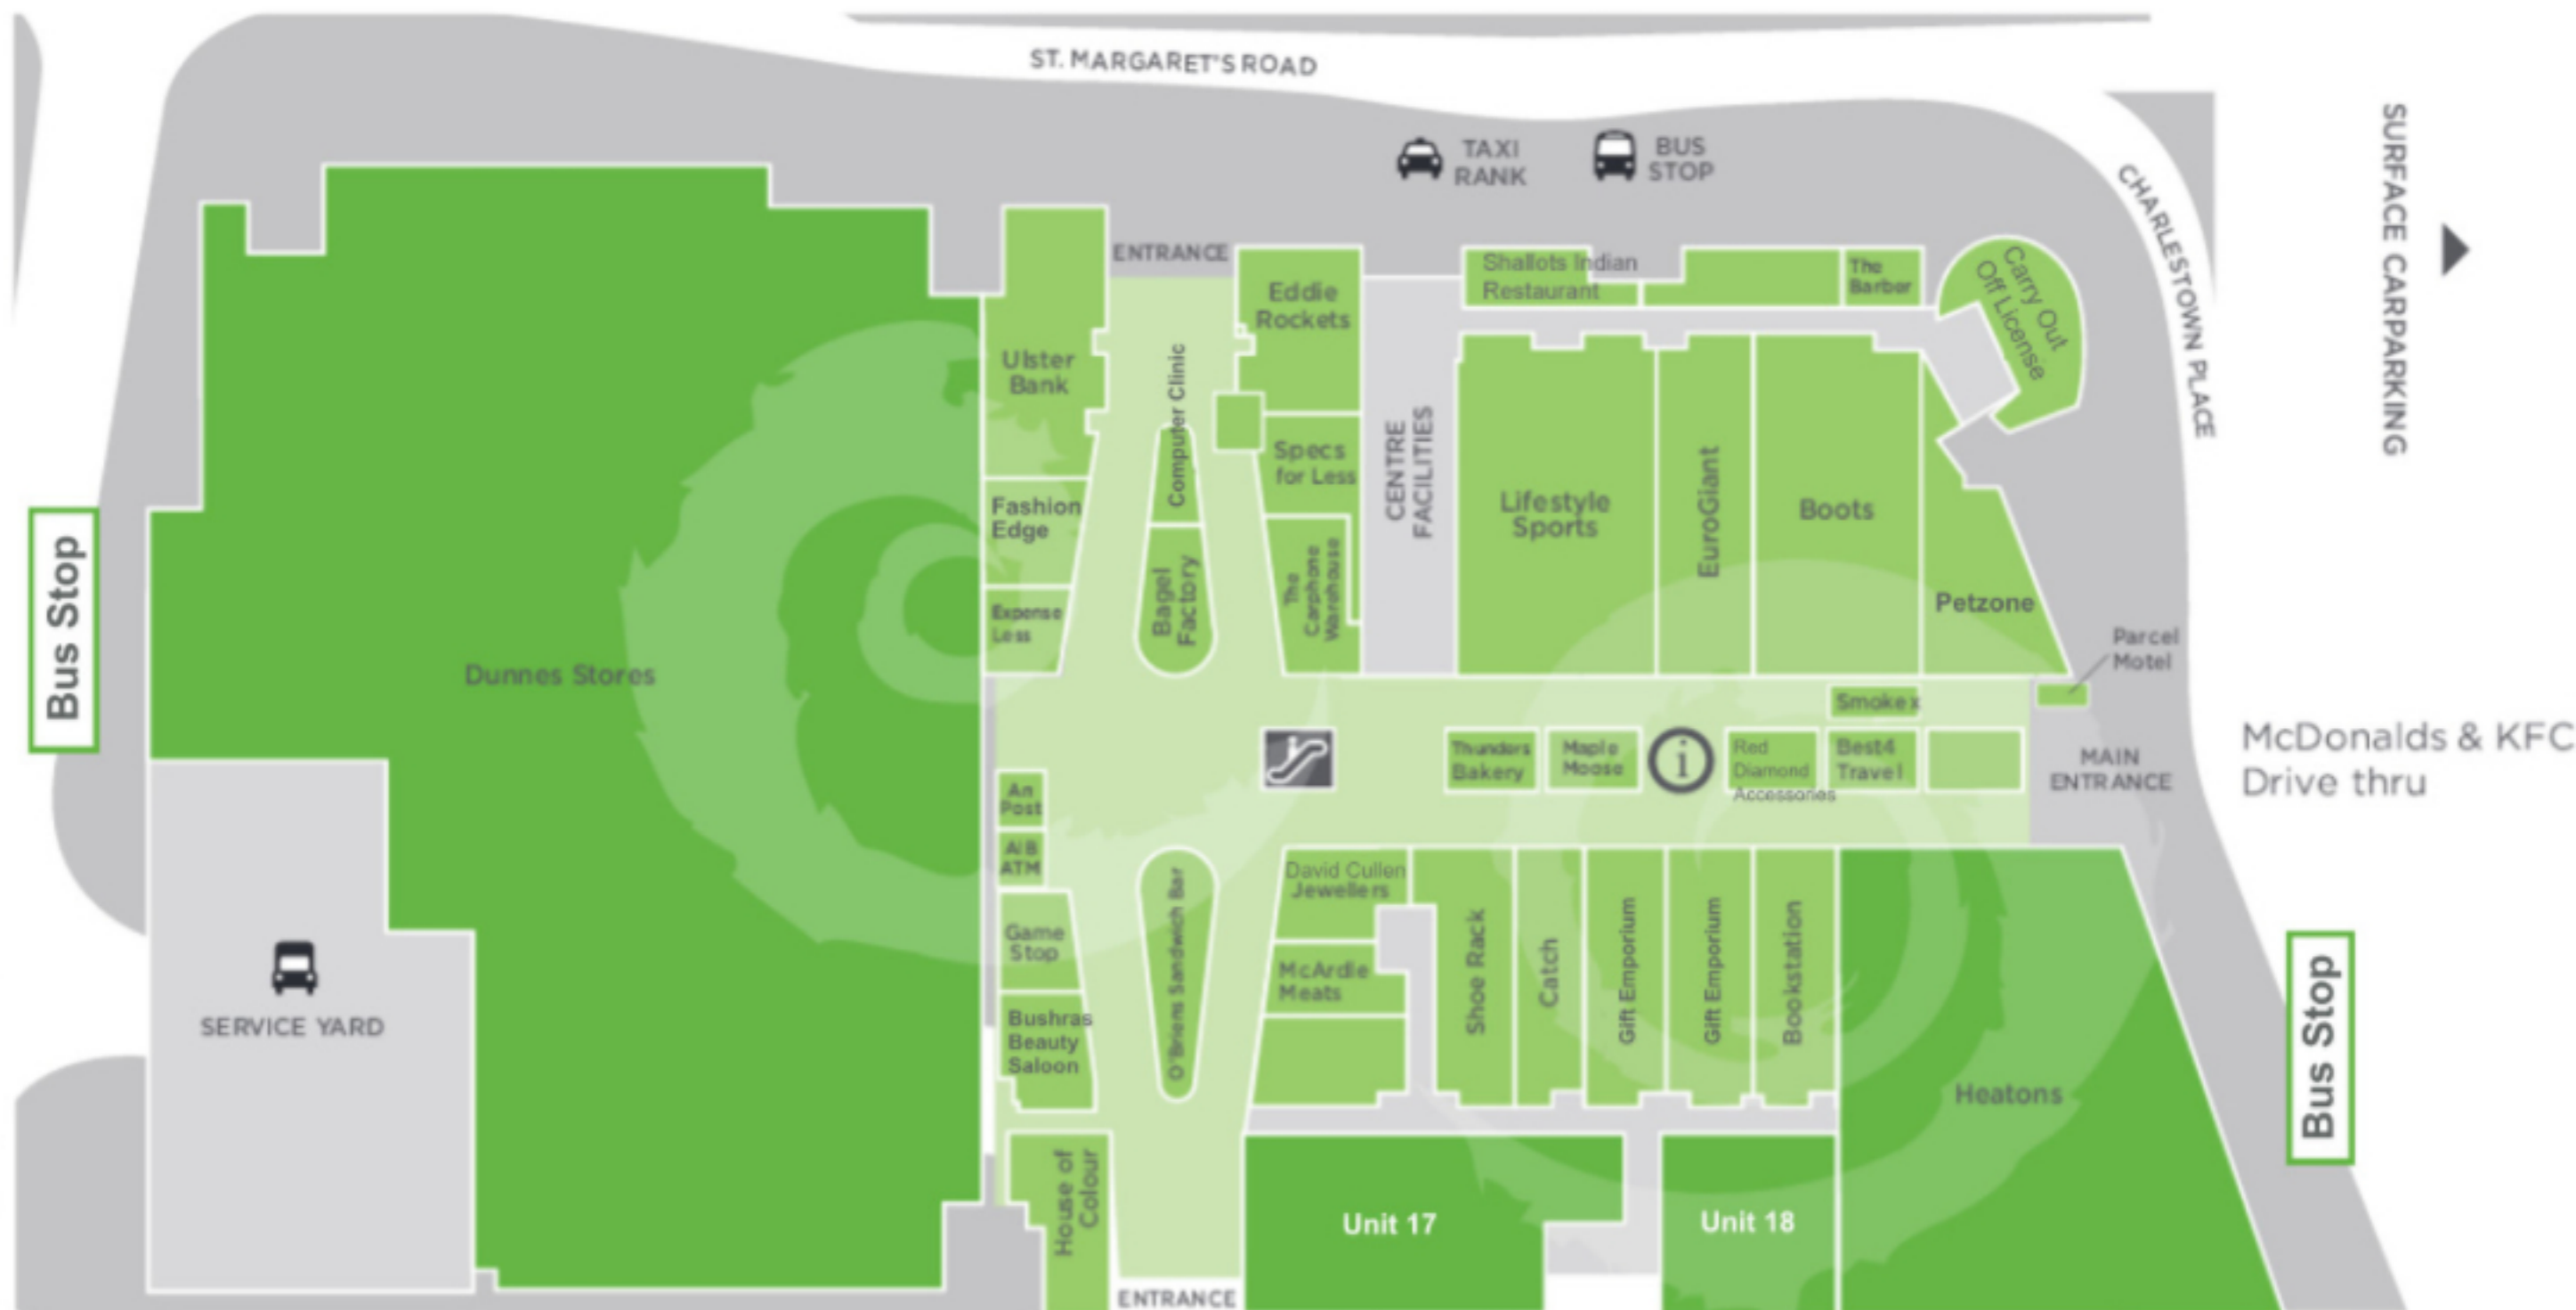 ST. MARGARET'S ROAD
TAXI
RANK
BUS
STOP
CHARLESTOWN PLACE
SURFACE CARPARKING
ENTRANCE
Eddie
Rockets
Shallots Indian
Restaurant
The
Barber
Carry Out
Off License
Ulster
Bank
Computer Clinic
Specs
for Less
CENTRE
FACILITIES
Lifestyle
Sports
EuroGiant
Boots
Petzone
Fashion
Edge
Bagel
Factory
The
Carphone
Warehouse
Expense
Less
Bus Stop
Dunnes Stores
Parcel
Motel
Smokex
Thunders
Bakery
Maple
Moose
i
Red
Diamond
Accessories
Best4
Travel
MAIN
ENTRANCE
McDonalds & KFC
Drive thru
An
Post
AIB
ATM
Game
Stop
Bushras
Beauty
Saloon
O'Briens Sandwich Bar
David Cullen
Jewellers
McArdle
Meats
Shoe Rack
Catch
Gift Emporium
Gift Emporium
Bookstation
Heatons
Bus Stop
SERVICE YARD
House of
Colour
Unit 17
Unit 18
ENTRANCE